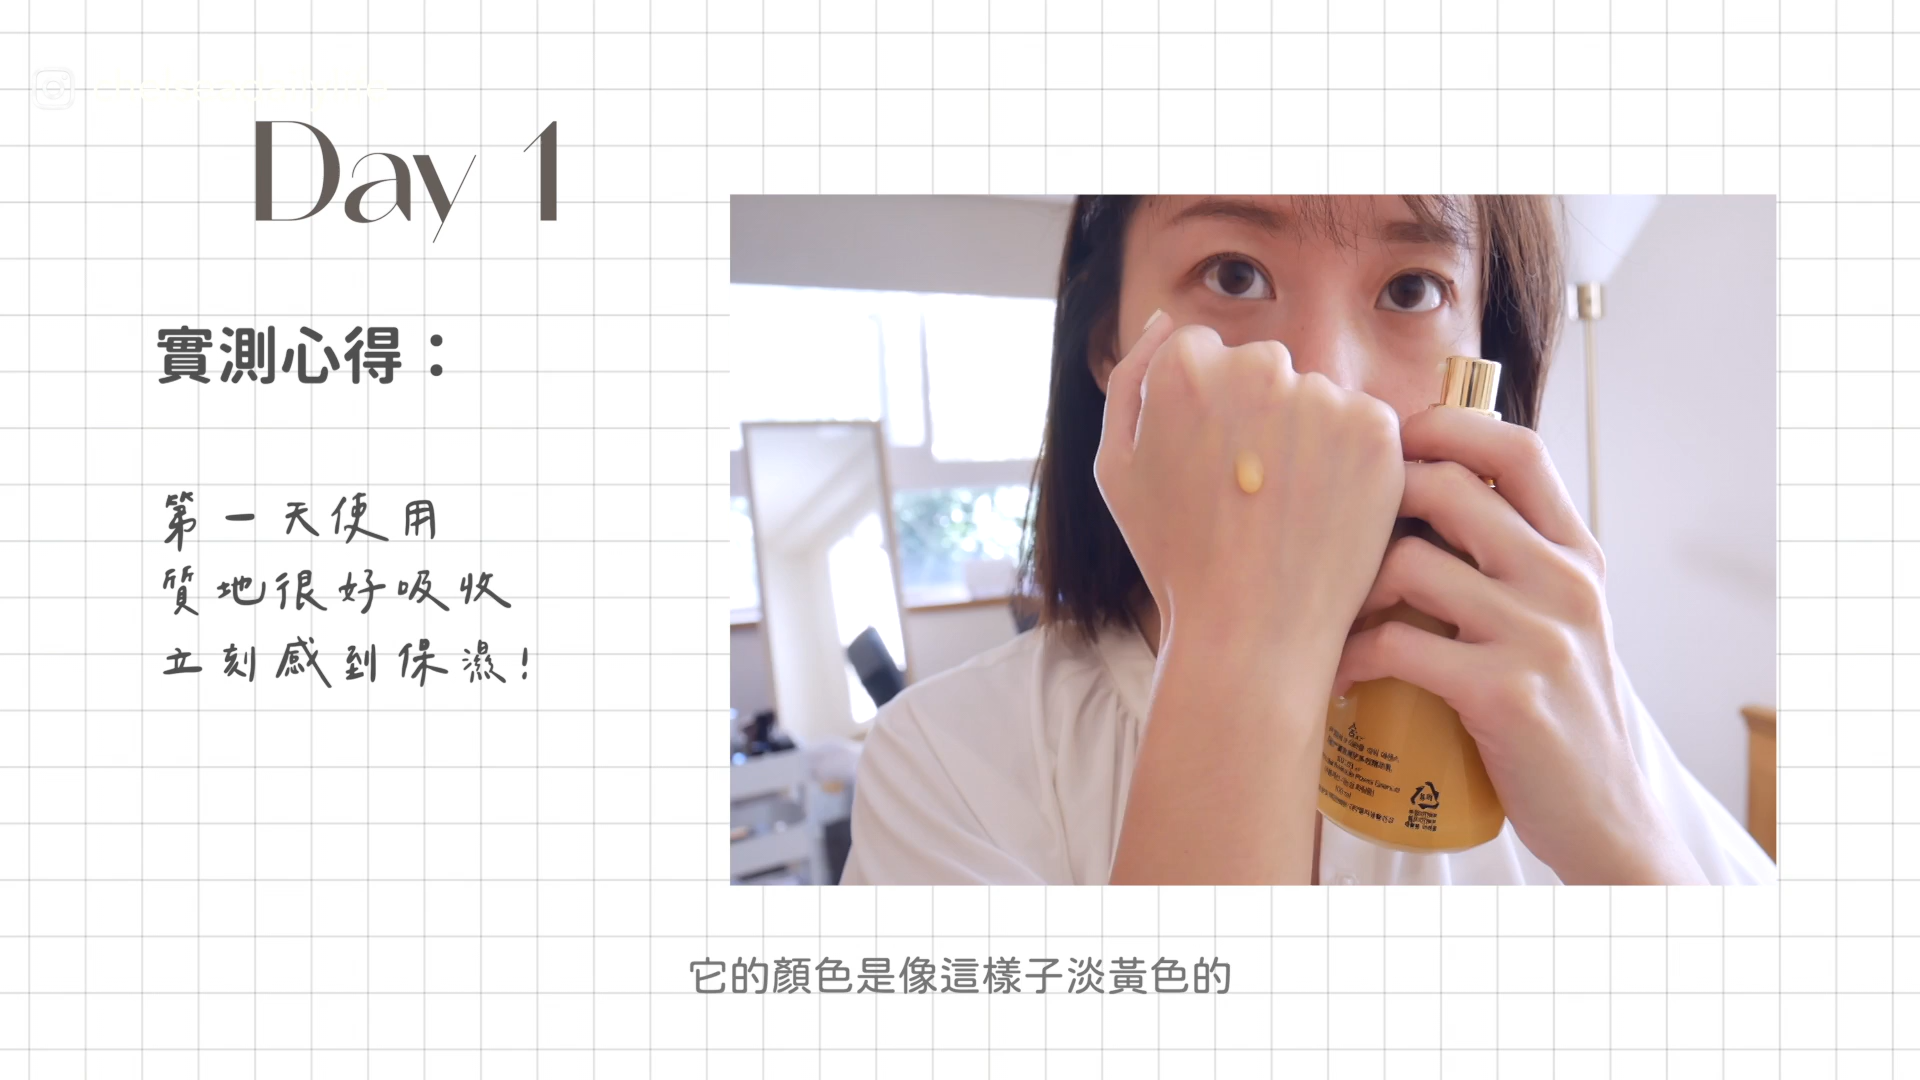 Day 1
實測心得：
第一天使用
質地很好吸收
立刻感到保濕！
它的顏色是像這樣子淡黃色的